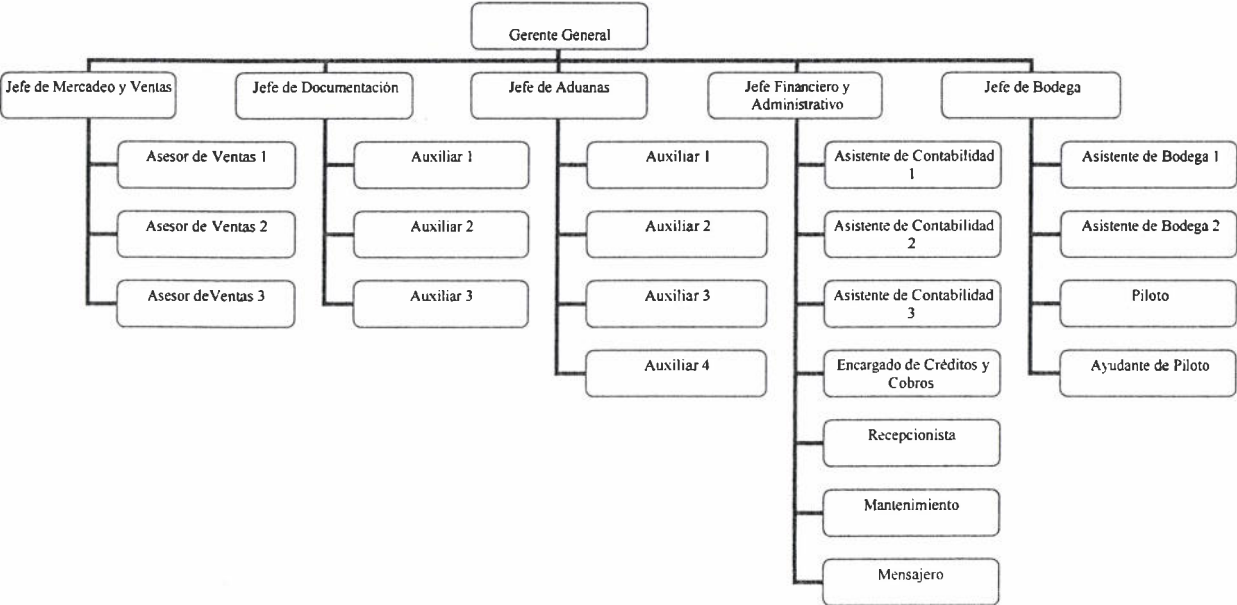 Gerente General
Jefe de Mercadeo y Ventas
Jefe de Documentación
Jefe de Aduanas
Jefe Financiero y
Administrativo
Jefe de Bodega
Asesor de Ventas 1
Asesor de Ventas 2
Asesor deVentas 3
Auxiliar 1
Auxiliar 2
Auxiliar 3
Auxiliar 1
Auxiliar 2
Auxiliar 3
Auxiliar 4
Asistente de Contabilidad
1
Asistente de Contabilidad
2
Asistente de Contabilidad
3
Encargado de Créditos y
Cobros
Recepcionista
Mantenimiento
Mensajero
Asistente de Bodega 1
Asistente de Bodega 2
Piloto
Ayudante de Piloto